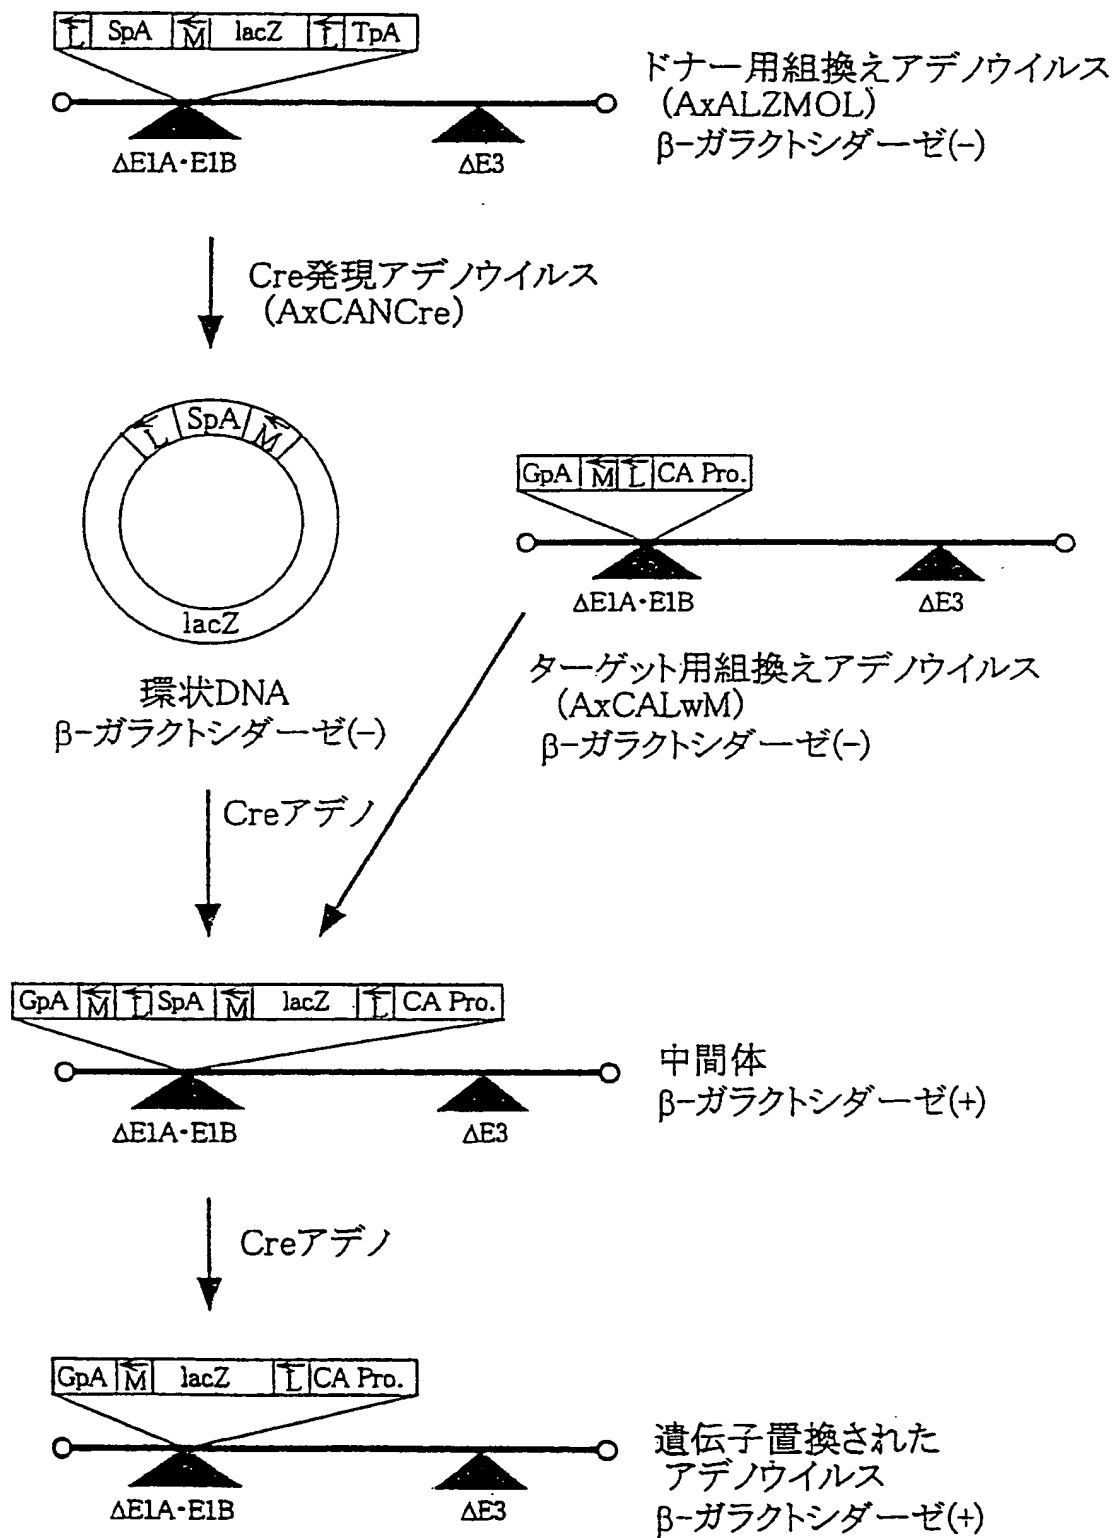 L SpA M lacZ L TpA
ΔE1A・E1B ΔE3
ドナー用組換えアデノウイルス
(AxALZMOL)
β-ガラクトシダーゼ(-)
Cre発現アデノウイルス
(AxCANCre)
L SpA M
lacZ
環状DNA
β-ガラクトシダーゼ(-)
GpA M L CA Pro.
ΔE1A・E1B ΔE3
ターゲット用組換えアデノウイルス
(AxCALwM)
β-ガラクトシダーゼ(-)
Creアデノ
GpA M L SpA M lacZ L CA Pro.
ΔE1A・E1B ΔE3
中間体
β-ガラクトシダーゼ(+)
Creアデノ
GpA M lacZ L CA Pro.
ΔE1A・E1B ΔE3
遺伝子置換された
アデノウイルス
β-ガラクトシダーゼ(+)